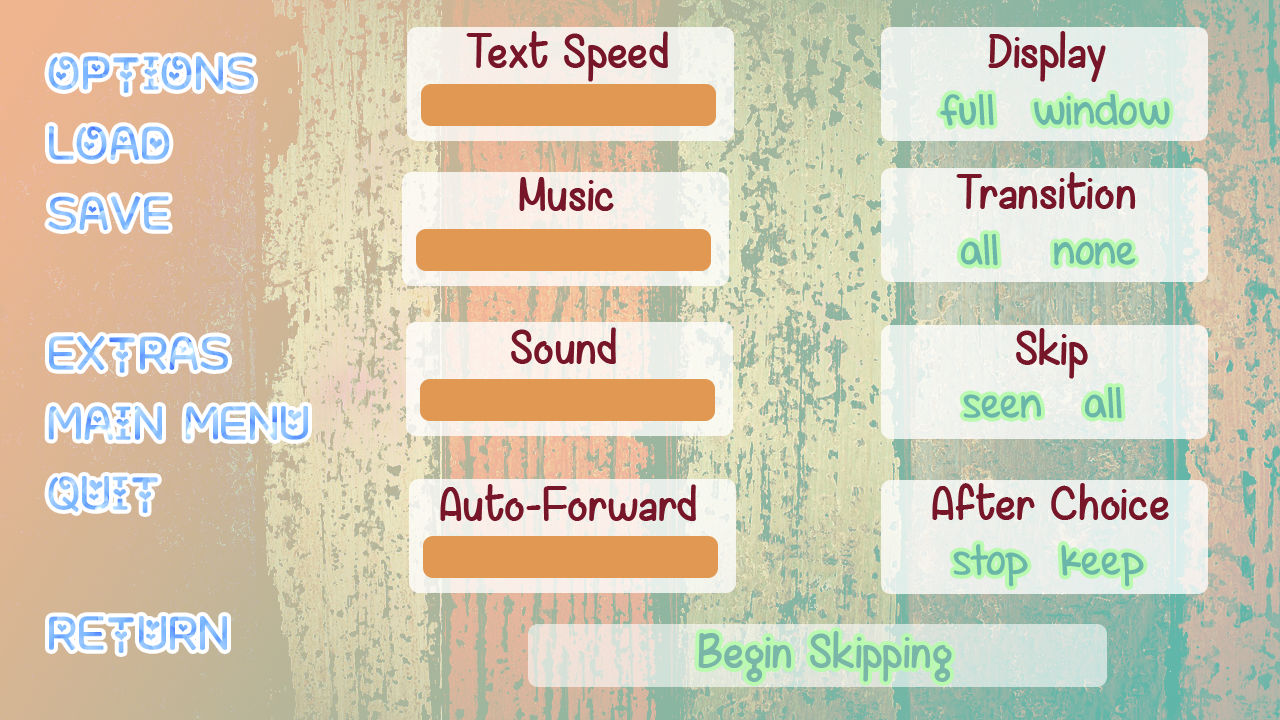 OPTIONS
LOAD
SAVE
EXTRAS
MAIN MENU
QUIT
RETURN
Text Speed
Music
Sound
Auto-Forward
Display
full window
Transition
all none
Skip
seen all
After Choice
stop keep
Begin Skipping